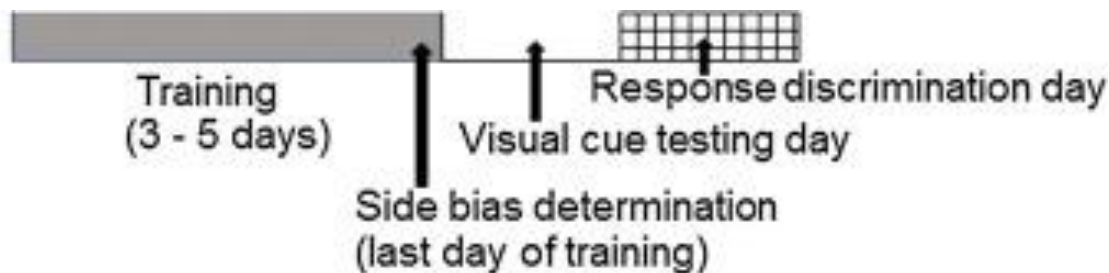 Training
(3 - 5 days)
Response discrimination day
Visual cue testing day
Side bias determination
(last day of training)